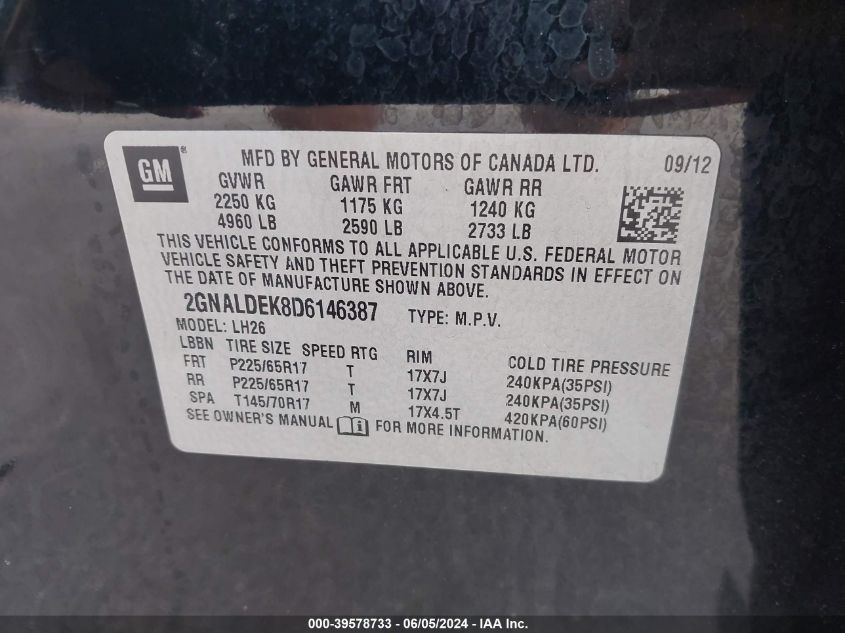 GM ® MFD BY GENERAL MOTORS OF CANADA LTD. 09/12
GVWR GAWR FRT GAWR RR
2250 KG 1175 KG 1240 KG
4960 LB 2590 LB 2733 LB
THIS VEHICLE CONFORMS TO ALL APPLICABLE U.S. FEDERAL MOTOR
VEHICLE SAFETY AND THEFT PREVENTION STANDARDS IN EFFECT ON
THE DATE OF MANUFACTURE SHOWN ABOVE.
2GNALDEK8D6146387 TYPE: M.P.V.
MODEL: LH26
LBBN TIRE SIZE SPEED RTG RIM COLD TIRE PRESSURE
FRT P225/65R17 T 17X7J 240KPA(35PSI)
RR P225/65R17 T 17X7J 240KPA(35PSI)
SPA T145/70R17 M 17X4.5T 420KPA(60PSI)
SEE OWNER'S MANUAL FOR MORE INFORMATION.
000-39578733 - 06/05/2024 - IAA Inc.